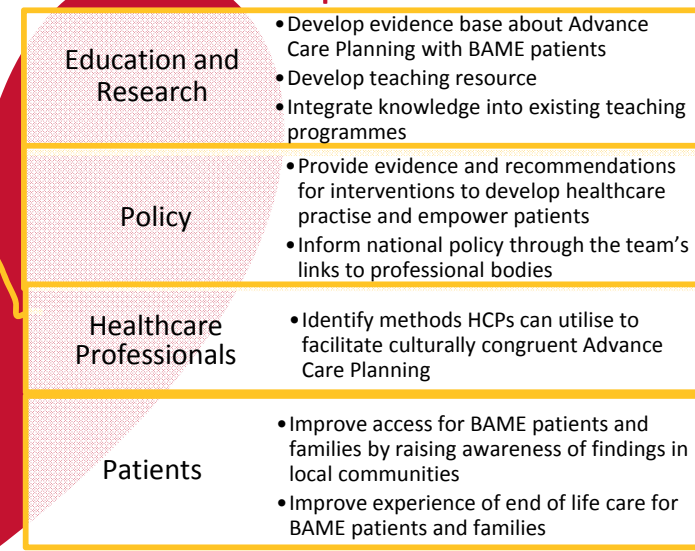 Education and
Research
•Develop evidence base about Advance
Care Planning with BAME patients
•Develop teaching resource
•Integrate knowledge into existing teaching
programmes
Policy
•Provide evidence and recommendations
for interventions to develop healthcare
practise and empower patients
•Inform national policy through the team's
links to professional bodies
Healthcare
Professionals
•Identify methods HCPs can utilise to
facilitate culturally congruent Advance
Care Planning
Patients
•Improve access for BAME patients and
families by raising awareness of findings in
local communities
•Improve experience of end of life care for
BAME patients and families